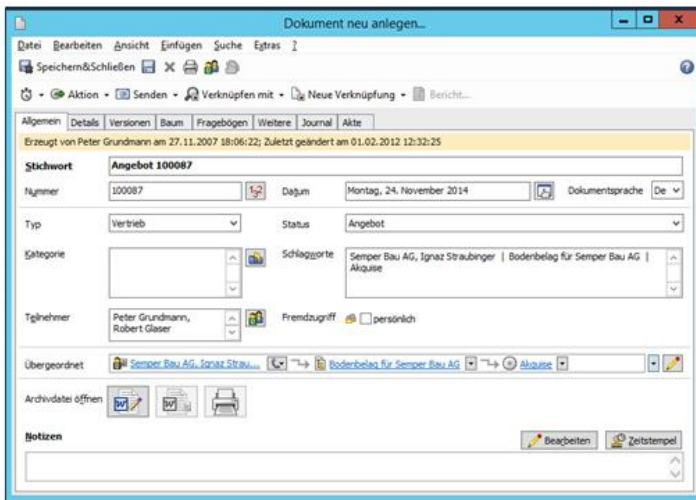 Dokument neu anlegen...
Datei Bearbeiten Ansicht Einfügen Suche Extras ?
Speichern&Schließen
Aktion Senden Verknüpfen mit Neue Verknüpfung Bericht...
Allgemein Details Versionen Baum Fragebögen Weitere Journal Akte
Erzeugt von Peter Grundmann am 27.11.2007 18:06:22; Zuletzt geändert am 01.02.2012 12:32:25
Stichwort Angebot 100087
Nummer 100087 Datum Montag, 24. November 2014 Dokumentsprache De
Typ Vertrieb Status Angebot
Kategorie Schlagworte Semper Bau AG, Ignaz Straubinger | Bodenbelag für Semper Bau AG |
Akquise
Teilnehmer Peter Grundmann, Fremdzugriff persönlich
Robert Glaser
Übergeordnet Semper Bau AG, Ignaz Strau... Bodenbelag für Semper Bau AG Akquise
Archivdatei öffnen
Notizen Bearbeiten Zeitstempel